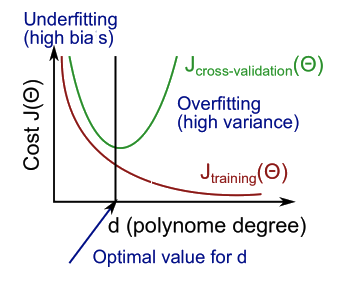 Underfitting
(high bias)
Jcross-validation(Θ)
Overfitting
(high variance)
Cost J(Θ)
Jtraining(Θ)
d (polynome degree)
Optimal value for d